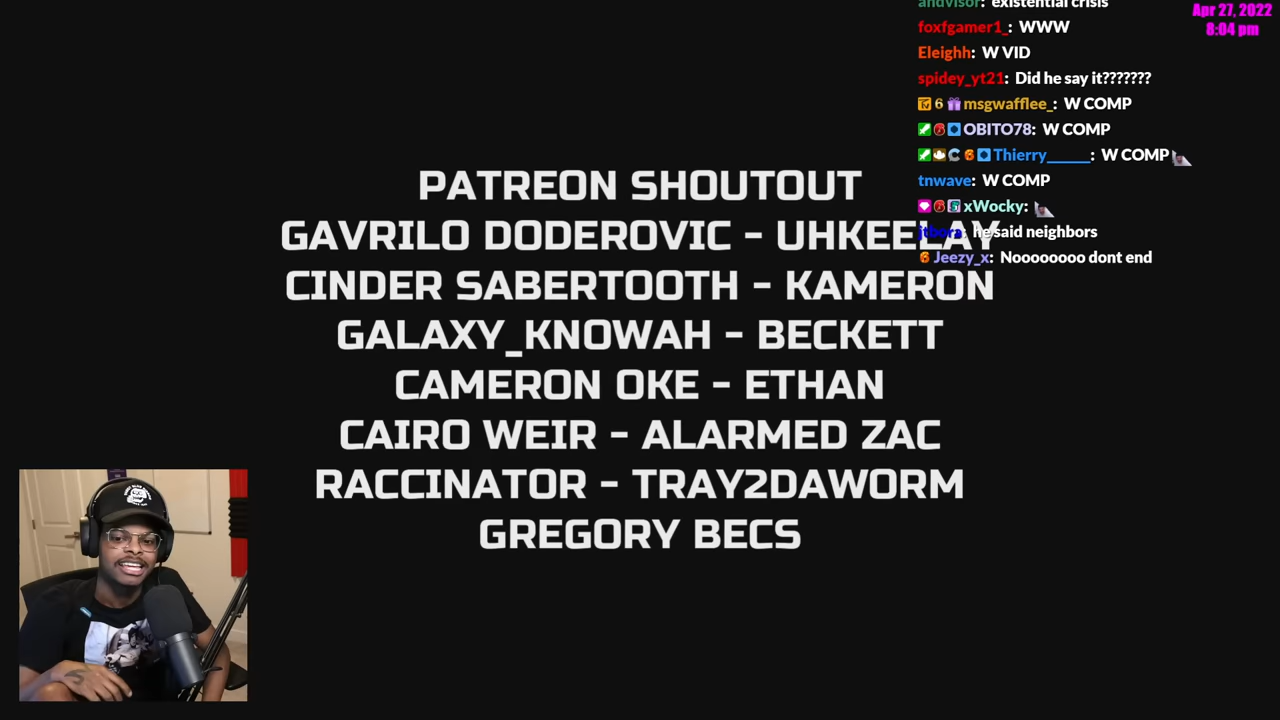 andvisor: existential crisis
foxfgamer1_: WWW
Eleighh: W VID
spidey_yt21: Did he say it???????
6 msgwafflee_: W COMP
OBITO78: W COMP
Thierry______: W COMP
tnwave: W COMP
xWocky:
he said neighbors
Jeezy_x: Noooooooo dont end
Apr 27, 2022
8:04 pm
PATREON SHOUTOUT
GAVRILO DODEROVIC - UHKEELAY
CINDER SABERTOOTH - KAMERON
GALAXY_KNOWAH - BECKETT
CAMERON OKE - ETHAN
CAIRO WEIR - ALARMED ZAC
RACCINATOR - TRAY2DAWORM
GREGORY BECS